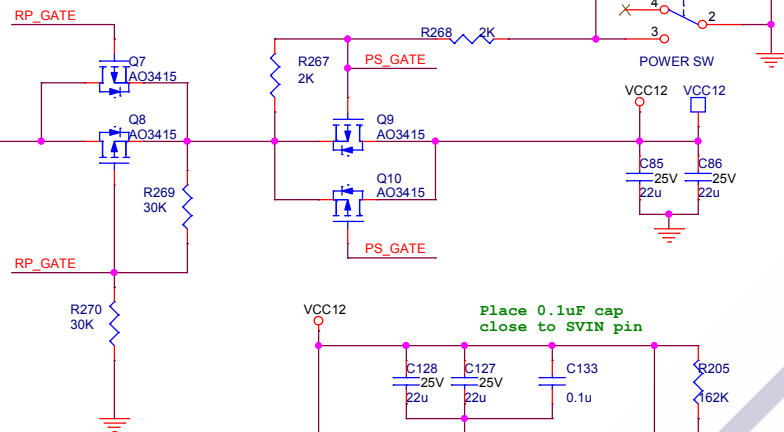 RP_GATE
4
2
R268
2K
3
POWER SW
Q7
AO3415
R267
2K
PS_GATE
VCC12
VCC12
Q8
AO3415
Q9
AO3415
C85
25V
22u
C86
25V
22u
Q10
AO3415
R269
30K
PS_GATE
RP_GATE
R270
30K
VCC12
Place 0.1uF cap
close to SVIN pin
C128
25V
22u
C127
25V
22u
C133
0.1u
R205
162K